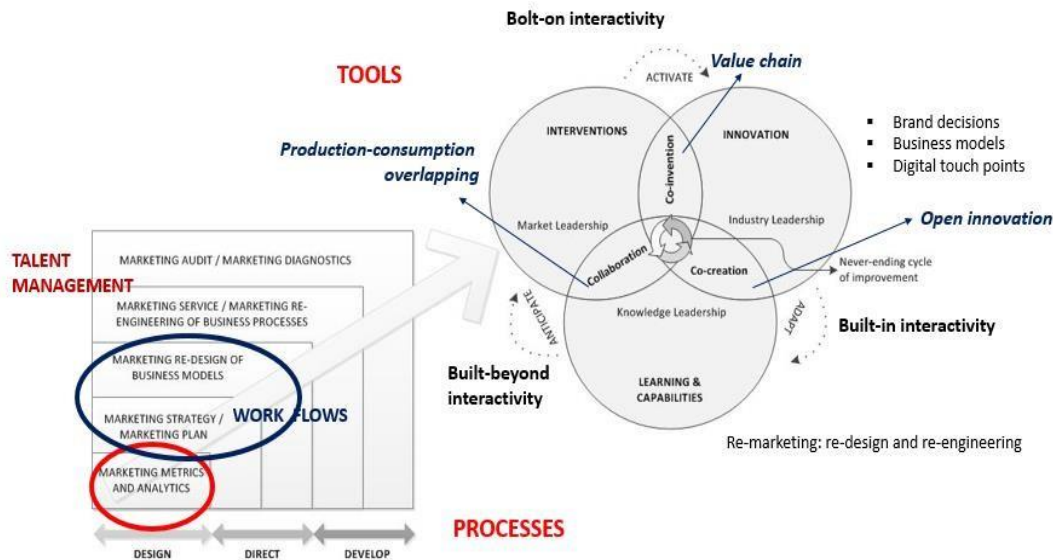 Bolt-on interactivity
TOOLS
ACTIVATE
Value chain
INTERVENTIONS
INNOVATION
▪ Brand decisions
▪ Business models
▪ Digital touch points
Production-consumption
overlapping
Co-invention
Market Leadership
Industry Leadership
Open innovation
Collaboration
Co-creation
Never-ending cycle
of improvement
Knowledge Leadership
ANTICIPATE
ADAPT
Built-in interactivity
Built-beyond
interactivity
LEARNING &
CAPABILITIES
Re-marketing: re-design and re-engineering
TALENT
MANAGEMENT
MARKETING AUDIT / MARKETING DIAGNOSTICS
MARKETING SERVICE / MARKETING RE-
ENGINEERING OF BUSINESS PROCESSES
MARKETING RE-DESIGN OF
BUSINESS MODELS
MARKETING STRATEGY /
MARKETING PLAN
WORK FLOWS
MARKETING METRICS
AND ANALYTICS
PROCESSES
DESIGN
DIRECT
DEVELOP